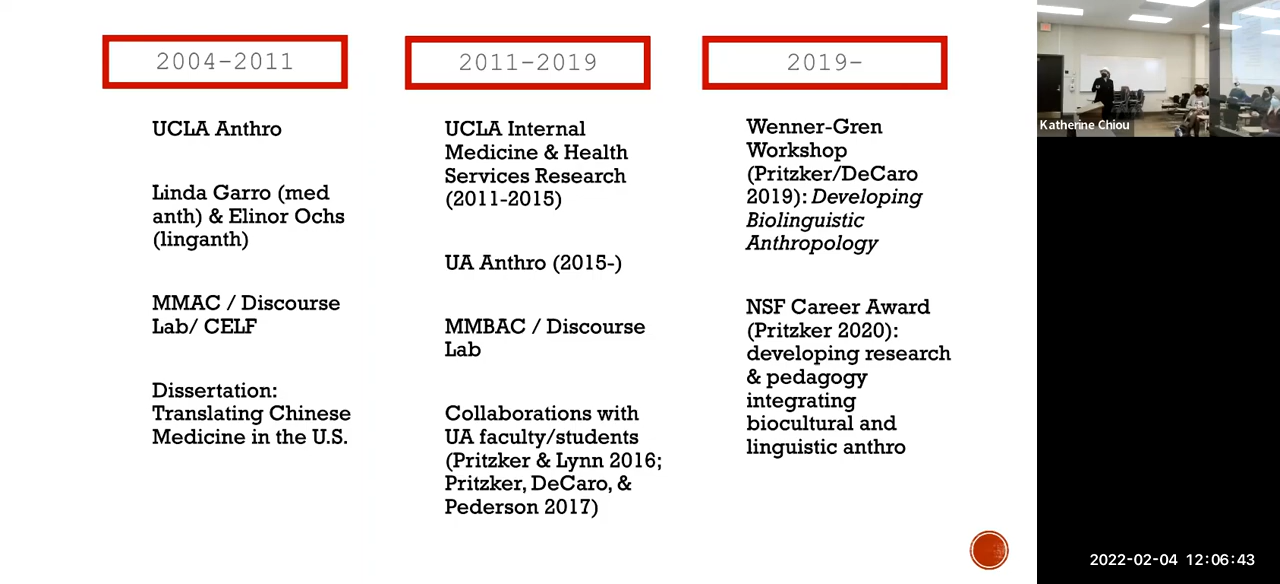 2004-2011
UCLA Anthro
Linda Garro (med
anth) & Elinor Ochs
(linganth)
MMAC / Discourse
Lab/ CELF
Dissertation:
Translating Chinese
Medicine in the U.S.
2011-2019
UCLA Internal
Medicine & Health
Services Research
(2011-2015)
UA Anthro (2015-)
MMBAC / Discourse
Lab
Collaborations with
UA faculty/students
(Pritzker & Lynn 2016;
Pritzker, DeCaro, &
Pederson 2017)
2019-
Wenner-Gren
Workshop
(Pritzker/DeCaro
2019): Developing
Biolinguistic
Anthropology
NSF Career Award
(Pritzker 2020):
developing research
& pedagogy
integrating
biocultural and
linguistic anthro
Katherine Chiou
2022-02-04 12:06:43